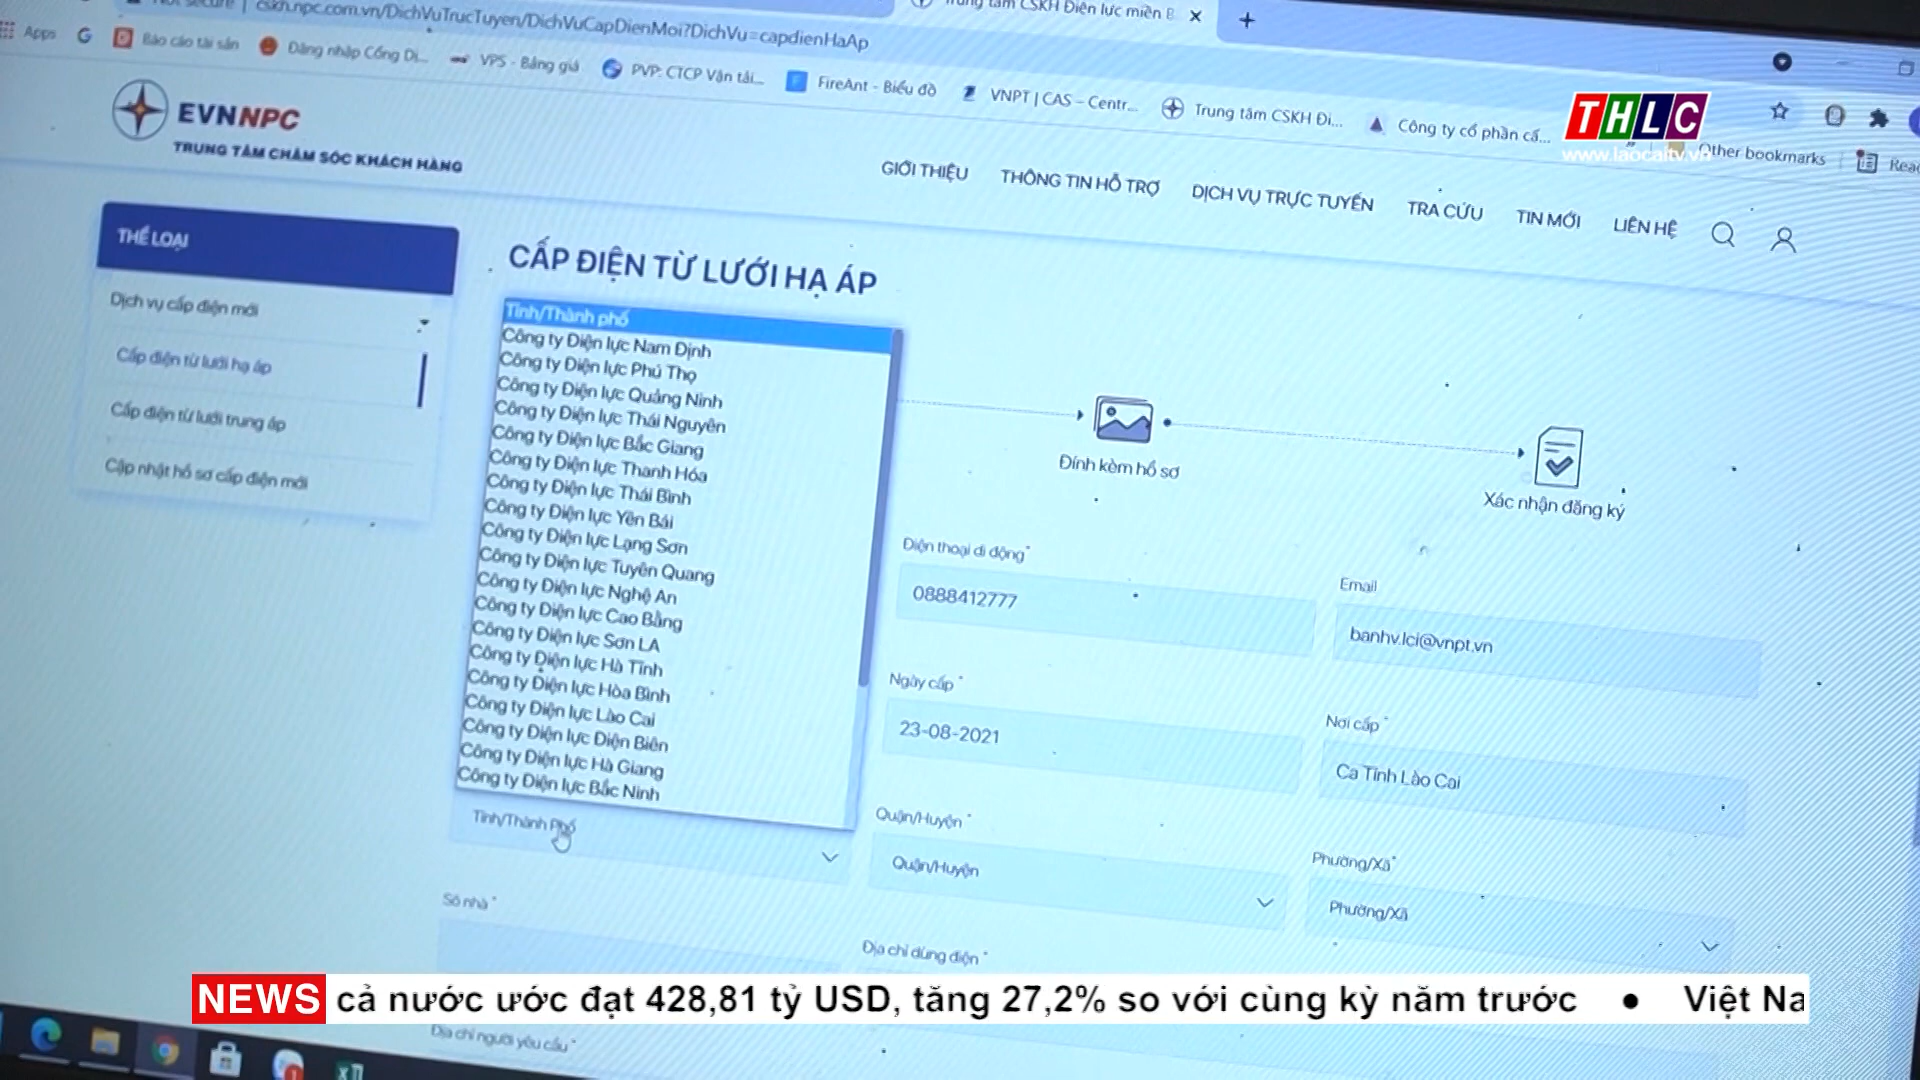 Not secure | cskh.npc.com.vn/DichVuTrucTuyen/DichVuCapDienMoi?DichVu=capdienHaAp
Trung tâm CSKH Điện lực miền B
Apps
Báo cáo tài sản
Đăng nhập Cổng Dị...
VPS - Bảng giá
PVP: CTCP Vận tải...
FireAnt - Biểu đồ
VNPT | CAS – Centr...
Trung tâm CSKH Đi...
Công ty cổ phần cấ...
Other bookmarks
THLC
www.laocaitv.vn
EVNNPC
TRUNG TÂM CHĂM SÓC KHÁCH HÀNG
GIỚI THIỆU
THÔNG TIN HỖ TRỢ
DỊCH VỤ TRỰC TUYẾN
TRA CỨU
TIN MỚI
LIÊN HỆ
THỂ LOẠI
Dịch vụ cấp điện mới
Cấp điện từ lưới hạ áp
Cấp điện từ lưới trung áp
Cập nhật hồ sơ cấp điện mới
CẤP ĐIỆN TỪ LƯỚI HẠ ÁP
Tỉnh/Thành phố
Công ty Điện lực Nam Định
Công ty Điện lực Phú Thọ
Công ty Điện lực Quảng Ninh
Công ty Điện lực Thái Nguyên
Công ty Điện lực Bắc Giang
Công ty Điện lực Thanh Hóa
Công ty Điện lực Thái Bình
Công ty Điện lực Yên Bái
Công ty Điện lực Lạng Sơn
Công ty Điện lực Tuyên Quang
Công ty Điện lực Nghệ An
Công ty Điện lực Cao Bằng
Công ty Điện lực Sơn LA
Công ty Điện lực Hà Tĩnh
Công ty Điện lực Hòa Bình
Công ty Điện lực Lào Cai
Công ty Điện lực Điện Biên
Công ty Điện lực Hà Giang
Công ty Điện lực Bắc Ninh
Tỉnh/Thành Phố
Đính kèm hồ sơ
Xác nhận đăng ký
Điện thoại di động*
0888412777
Email
banhv.lci@vnpt.vn
Ngày cấp *
23-08-2021
Nơi cấp *
Ca Tỉnh Lào Cai
Quận/Huyện *
Quận/Huyện
Phường/Xã*
Phường/Xã
Số nhà *
Địa chỉ dùng điện *
NEWS cả nước ước đạt 428,81 tỷ USD, tăng 27,2% so với cùng kỳ năm trước ● Việt Na
Địa chỉ người yêu cầu *